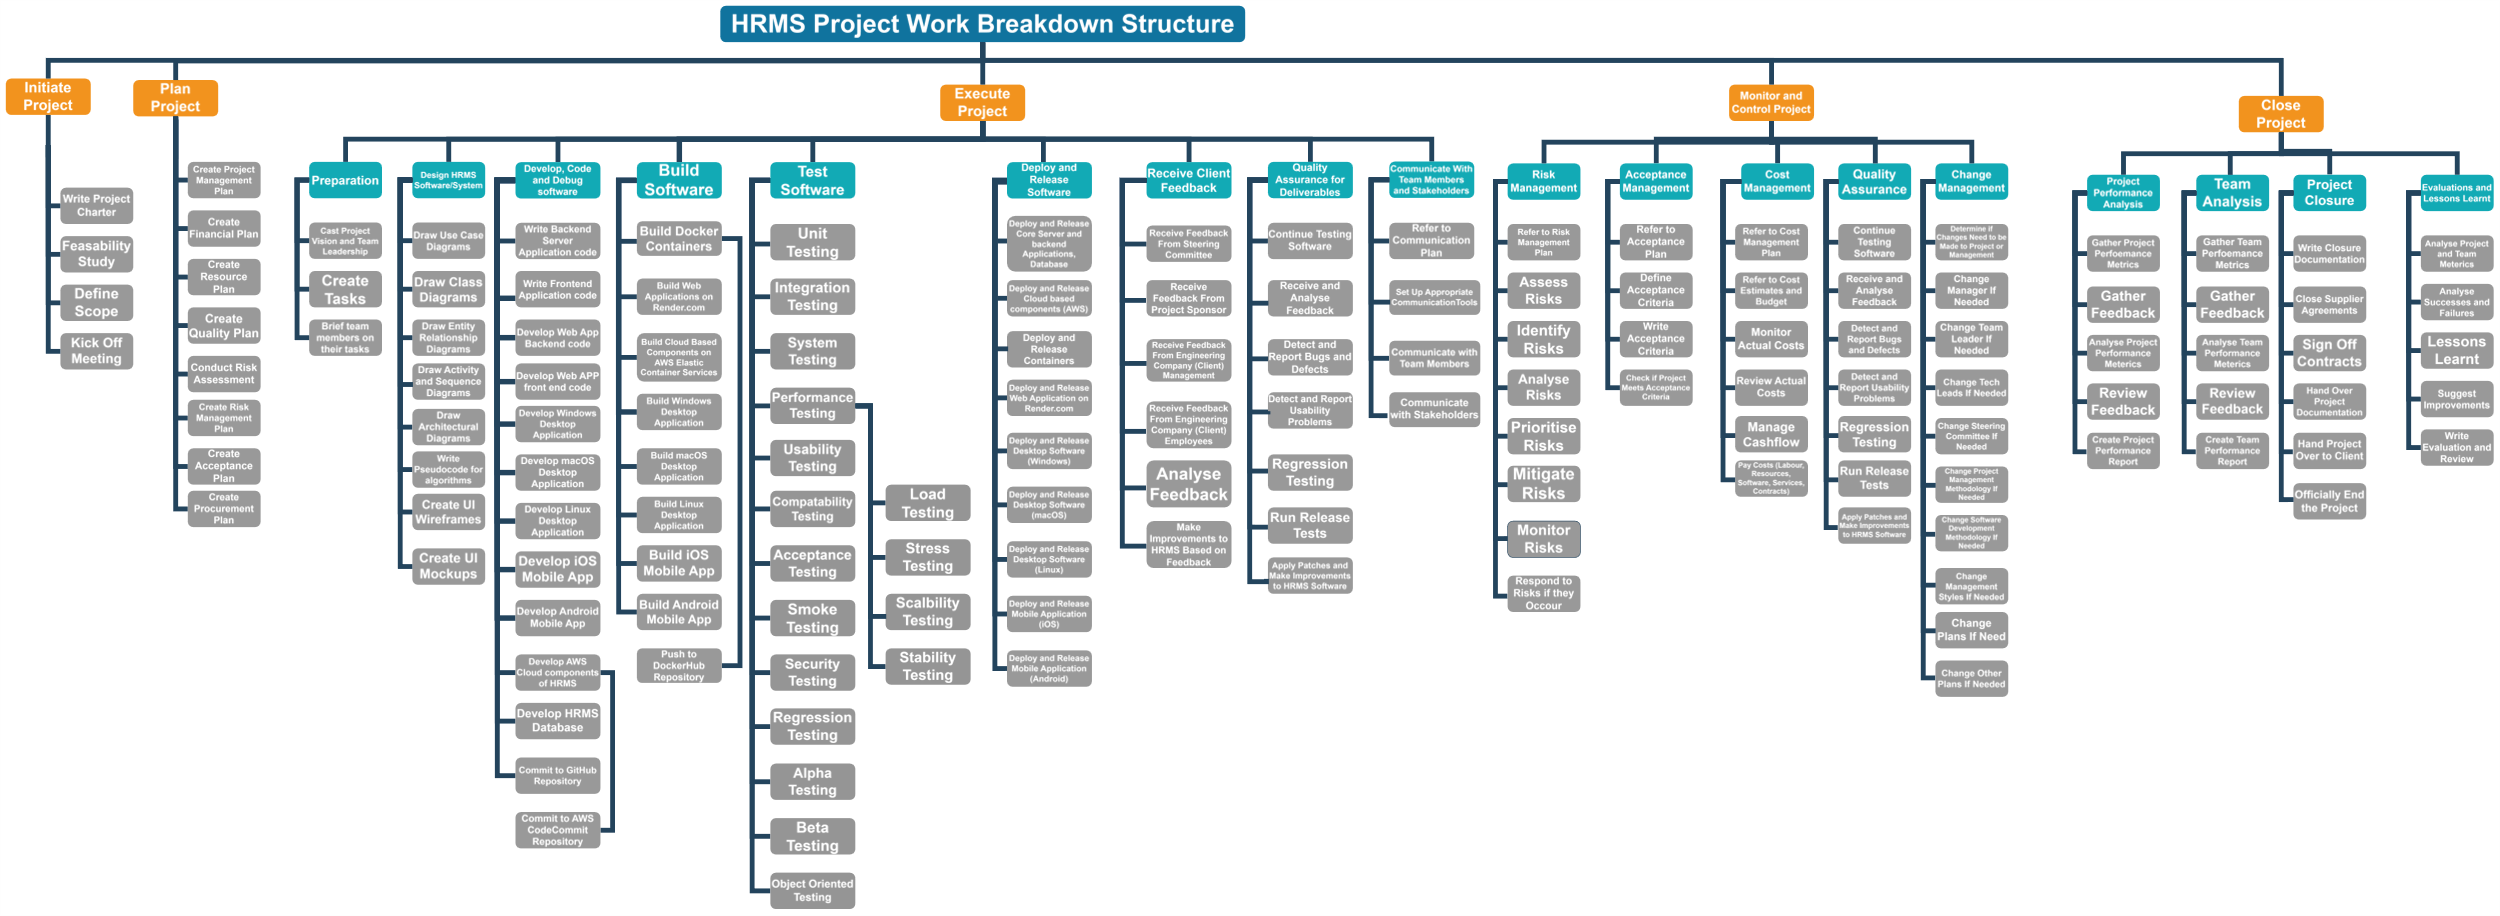 HRMS Project Work Breakdown Structure
Initiate
Project
Write Project
Charter
Feasability
Study
Define
Scope
Kick Off
Meeting
Plan
Project
Create Project
Management
Plan
Create
Financial Plan
Create
Resource
Plan
Create
Quality Plan
Conduct Risk
Assessment
Create Risk
Management
Plan
Create
Acceptance
Plan
Create
Procurement
Plan
Execute
Project
Preparation
Cast Project
Vision and Team
Leadership
Create
Tasks
Brief team
members on
their tasks
Design HRMS
Software/System
Draw Use Case
Diagrams
Draw Class
Diagrams
Draw Entity
Relationship
Diagrams
Draw Activity
and Sequence
Diagrams
Draw
Architectural
Diagrams
Write
Pseudocode for
algorithms
Create UI
Wireframes
Create UI
Mockups
Develop, Code
and Debug
software
Write Backend
Server
Application code
Write Frontend
Application code
Develop Web App
Backend code
Develop Web APP
front end code
Develop Windows
Desktop
Application
Develop macOS
Desktop
Application
Develop Linux
Desktop
Application
Develop iOS
Mobile App
Develop Android
Mobile App
Develop AWS
Cloud components
of HRMS
Develop HRMS
Database
Commit to GitHub
Repository
Commit to AWS
CodeCommit
Repository
Build
Software
Build Docker
Containers
Build Web
Applications on
Render.com
Build Cloud Based
Components on
AWS Elastic
Container Services
Build Windows
Desktop
Application
Build macOS
Desktop
Application
Build Linux
Desktop
Application
Build iOS
Mobile App
Build Android
Mobile App
Push to
DockerHub
Repository
Test
Software
Unit
Testing
Integration
Testing
System
Testing
Performance
Testing
Usability
Testing
Compatability
Testing
Acceptance
Testing
Smoke
Testing
Security
Testing
Regression
Testing
Alpha
Testing
Beta
Testing
Object Oriented
Testing
Load
Testing
Stress
Testing
Scalbility
Testing
Stability
Testing
Deploy and
Release
Software
Deploy and Release
Core Server and
backend
Applications,
Database
Deploy and Release
Cloud based
components (AWS)
Deploy and
Release
Containers
Deploy and Release
Web Application on
Render.com
Deploy and Release
Desktop Software
(Windows)
Deploy and Release
Desktop Software
(macOS)
Deploy and Release
Desktop Software
(Linux)
Deploy and Release
Mobile Application
(iOS)
Deploy and Release
Mobile Application
(Android)
Receive Client
Feedback
Receive Feedback
From Steering
Committee
Receive
Feedback From
Project Sponsor
Receive Feedback
From Engineering
Company (Client)
Management
Receive Feedback
From Engineering
Company (Client)
Employees
Analyse
Feedback
Make
Improvements to
HRMS Based on
Feedback
Quality
Assurance for
Deliverables
Continue Testing
Software
Receive and
Analyse
Feedback
Detect and
Report Bugs and
Defects
Detect and Report
Usability
Problems
Regression
Testing
Run Release
Tests
Apply Patches and
Make Improvements
to HRMS Software
Communicate With
Team Members
and Stakeholders
Refer to
Communication
Plan
Set Up Appropriate
CommunicationTools
Communicate with
Team Members
Communicate
with Stakeholders
Monitor and
Control Project
Risk
Management
Refer to Risk
Management
Plan
Assess
Risks
Identify
Risks
Analyse
Risks
Prioritise
Risks
Mitigate
Risks
Monitor
Risks
Respond to
Risks if they
Occour
Acceptance
Management
Refer to
Acceptance
Plan
Define
Acceptance
Criteria
Write
Acceptance
Criteria
Check if Project
Meets Acceptance
Criteria
Cost
Management
Refer to Cost
Management
Plan
Refer to Cost
Estimates and
Budget
Monitor
Actual Costs
Review Actual
Costs
Manage
Cashflow
Pay Costs (Labour,
Resources,
Software, Services,
Contracts)
Quality
Assurance
Continue
Testing
Software
Receive and
Analyse
Feedback
Detect and
Report Bugs
and Defects
Detect and
Report Usability
Problems
Regression
Testing
Run Release
Tests
Apply Patches and
Make Improvements
to HRMS Software
Change
Management
Determine if
Changes Need to be
Made to Project or
Management
Change
Manager If
Needed
Change Team
Leader If
Needed
Change Tech
Leads If Needed
Change Steering
Committee If
Needed
Change Project
Management
Methodology If
Needed
Change Software
Development
Methodology If
Needed
Change
Management
Styles If Needed
Change
Plans If Need
Change Other
Plans If Needed
Close
Project
Project
Performance
Analysis
Gather Project
Perfoemance
Metrics
Gather
Feedback
Analyse Project
Performance
Meterics
Review
Feedback
Create Project
Performance
Report
Team
Analysis
Gather Team
Perfoemance
Metrics
Gather
Feedback
Analyse Team
Performance
Meterics
Review
Feedback
Create Team
Performance
Report
Project
Closure
Write Closure
Documentation
Close Supplier
Agreements
Sign Off
Contracts
Hand Over
Project
Documentation
Hand Project
Over to Client
Officially End
the Project
Evaluations and
Lessons Learnt
Analyse Project
and Team
Meterics
Analyse
Successes and
Failures
Lessons
Learnt
Suggest
Improvements
Write
Evaluation and
Review